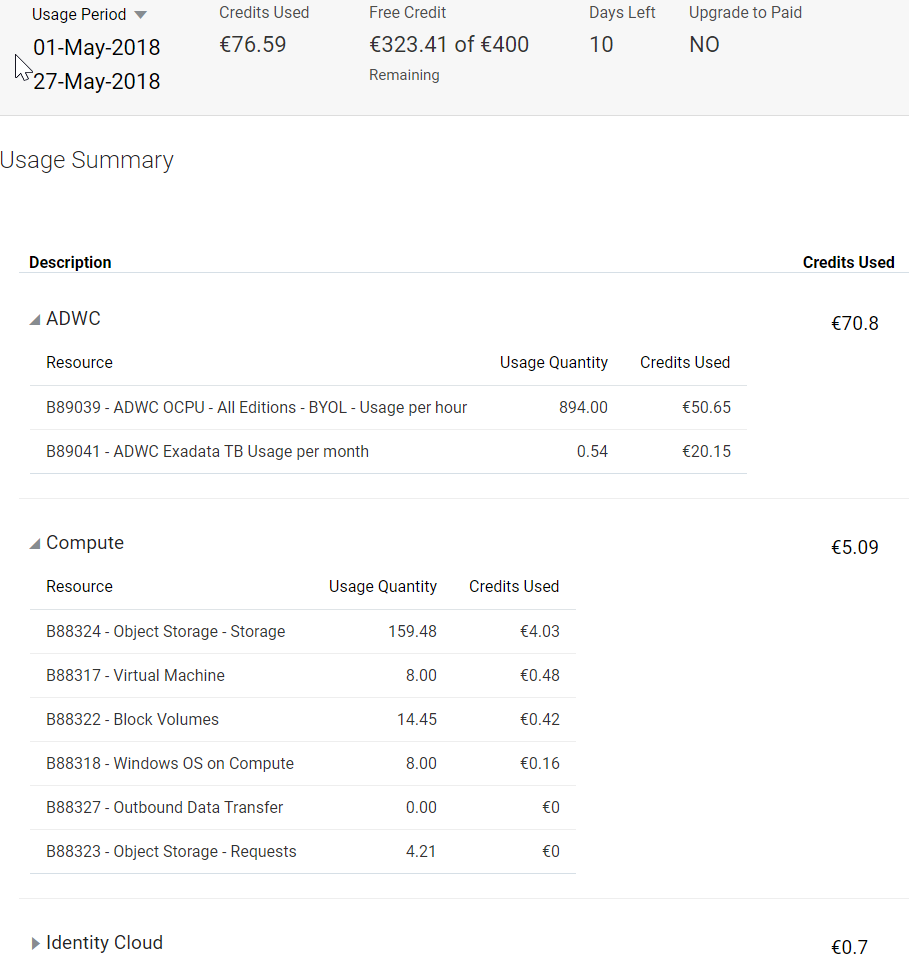 Usage Period Credits Used Free Credit Days Left Upgrade to Paid
01-May-2018 €76.59 €323.41 of €400 10 NO
27-May-2018 Remaining
Usage Summary
Description Credits Used
ADWC €70.8
Resource Usage Quantity Credits Used
B89039 - ADWC OCPU - All Editions - BYOL - Usage per hour 894.00 €50.65
B89041 - ADWC Exadata TB Usage per month 0.54 €20.15
Compute €5.09
Resource Usage Quantity Credits Used
B88324 - Object Storage - Storage 159.48 €4.03
B88317 - Virtual Machine 8.00 €0.48
B88322 - Block Volumes 14.45 €0.42
B88318 - Windows OS on Compute 8.00 €0.16
B88327 - Outbound Data Transfer 0.00 €0
B88323 - Object Storage - Requests 4.21 €0
Identity Cloud €0.7